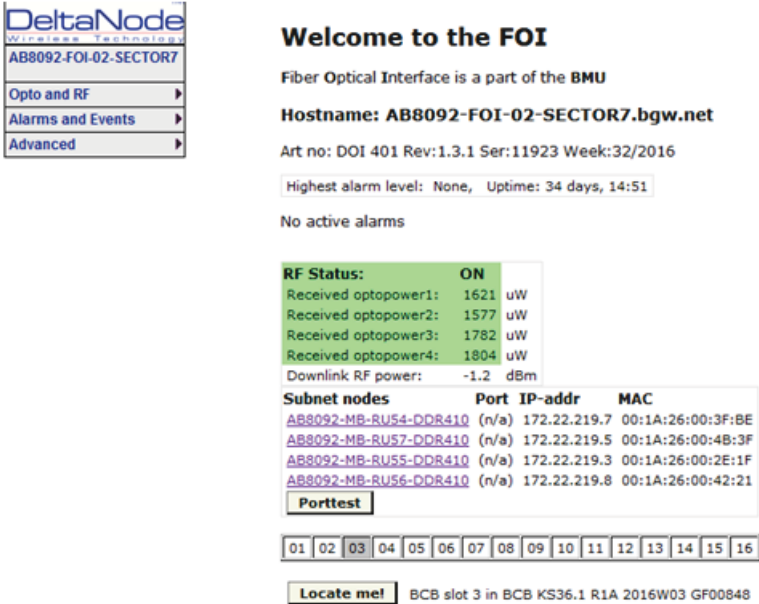 DeltaNode
Wireless Technology
AB8092-FOI-02-SECTOR7
Opto and RF
Alarms and Events
Advanced
Welcome to the FOI
Fiber Optical Interface is a part of the BMU
Hostname: AB8092-FOI-02-SECTOR7.bgw.net
Art no: DOI 401 Rev:1.3.1 Ser:11923 Week:32/2016
Highest alarm level: None, Uptime: 34 days, 14:51
No active alarms
RF Status: ON
Received optopower1: 1621 uW
Received optopower2: 1577 uW
Received optopower3: 1782 uW
Received optopower4: 1804 uW
Downlink RF power: -1.2 dBm
Subnet nodes Port IP-addr MAC
AB8092-MB-RU54-DDR410 (n/a) 172.22.219.7 00:1A:26:00:3F:BE
AB8092-MB-RU57-DDR410 (n/a) 172.22.219.5 00:1A:26:00:4B:3F
AB8092-MB-RU55-DDR410 (n/a) 172.22.219.3 00:1A:26:00:2E:1F
AB8092-MB-RU56-DDR410 (n/a) 172.22.219.8 00:1A:26:00:42:21
Porttest
01 02 03 04 05 06 07 08 09 10 11 12 13 14 15 16
Locate me! BCB slot 3 in BCB KS36.1 R1A 2016W03 GF00848